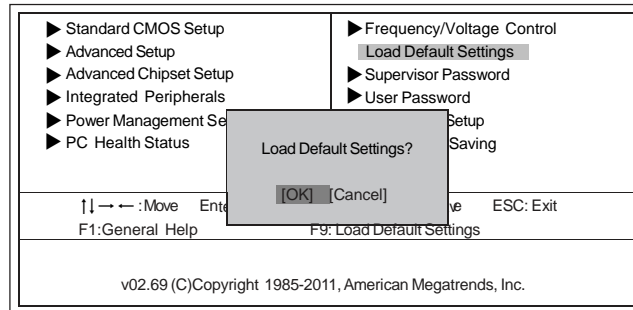 Standard CMOS Setup
Advanced Setup
Advanced Chipset Setup
Integrated Peripherals
Power Management Se
PC Health Status
Frequency/Voltage Control
Load Default Settings
Supervisor Password
User Password
Setup
Saving
Load Default Settings?
[OK] [Cancel]
↑↓→←:Move Ente ve ESC: Exit
F1:General Help F9: Load Default Settings
v02.69 (C)Copyright 1985-2011, American Megatrends, Inc.